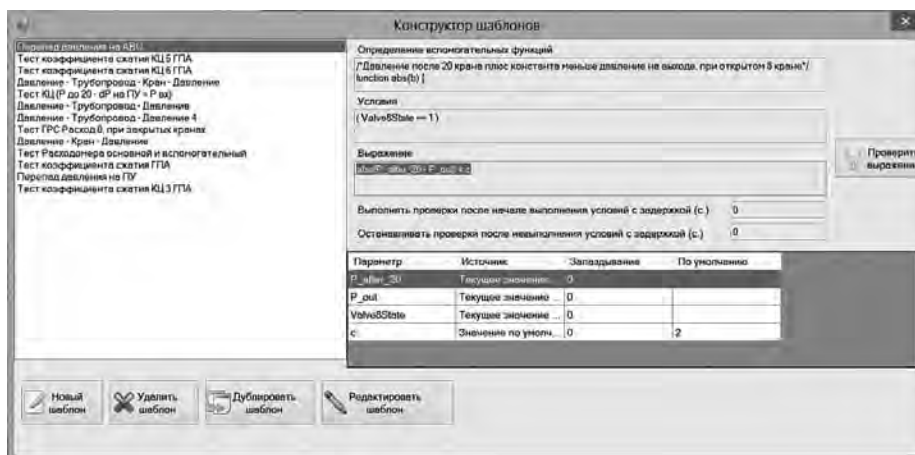 Конструктор шаблонов
Перепад давления на АВО
Тест коэффициента сжатия КЦ 5 ГПА
Тест коэффициента сжатия КЦ 6 ГПА
Давление - Трубопровод - Кран - Давление
Тест КЦ (Р до 20 - dP на ПУ = Р вх)
Давление - Трубопровод - Давление
Давление - Трубопровод - Давление 4
Тест ГРС Расход 0, при закрытых кранах
Давление - Кран - Давление
Тест Расходомера основной и вспомогательный
Тест коэффициента сжатия ГПА
Перепад давления на ПУ
Тест коэффициента сжатия КЦ 3 ГПА
Определение вспомогательных функций
/*Давление после 20 крана плюс константа меньше давление на выходе, при открытом 8 кране*/
function abs(b) {
Условия
( Valve8State == 1 )
Выражение
Проверить
выражени
Выполнять проверки после начала выполнения условий с задержкой (с.) 0
Останавливать проверки после невыполнения условий с задержкой (с.) 0
Параметр Источник Запаздывание По умолчанию
P_after_20 Текущее значение... 0
P_out Текущее значение ... 0
Valve8State Текущее значение ... 0
c Значение по умолч... 0 2
Новый
шаблон
Удалить
шаблон
Дублировать
шаблон
Редактировать
шаблон